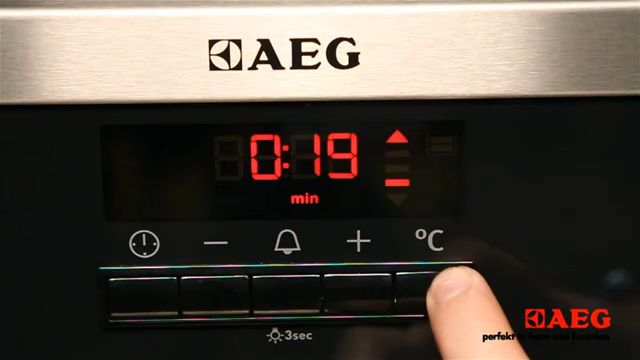 AEG
0:19
min
− + °C
3sec
AEG
perfekt in form und funktion